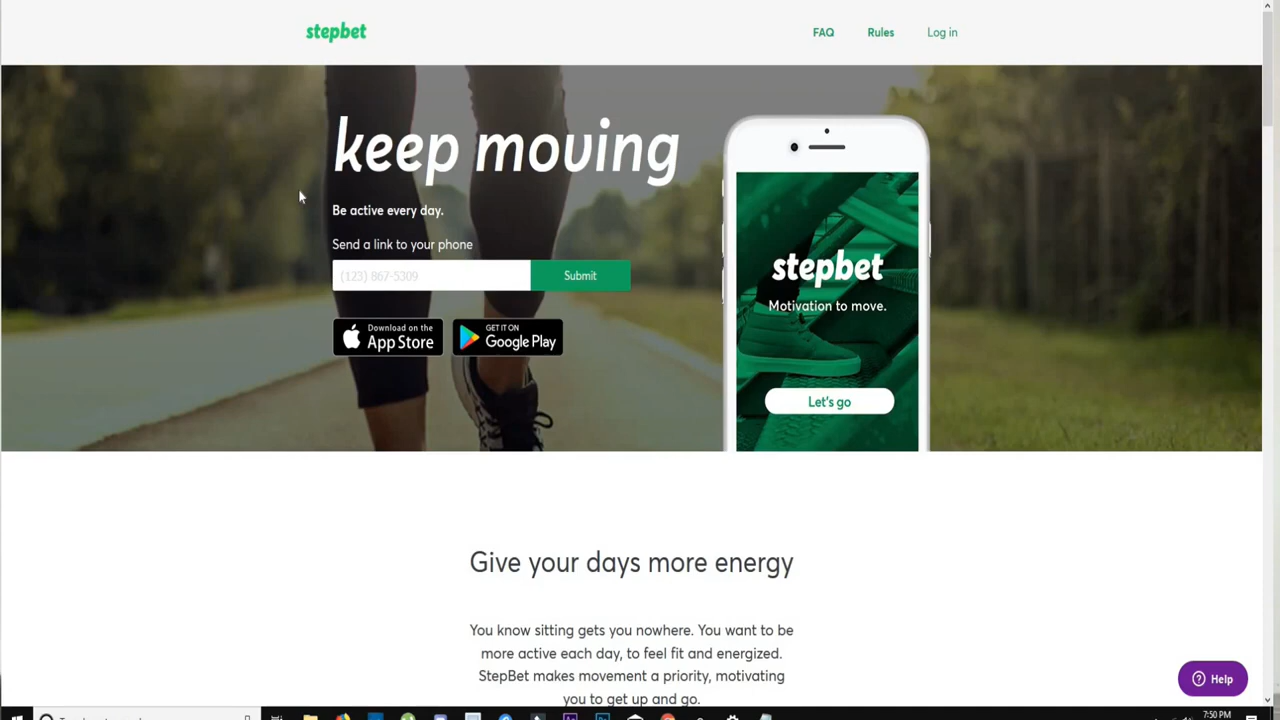 stepbet
FAQ
Rules
Log in
keep moving
Be active every day.
Send a link to your phone
(123) 867-5309
Submit
Download on the
App Store
GET IT ON
Google Play
stepbet
Motivation to move.
Let's go
Give your days more energy
You know sitting gets you nowhere. You want to be
more active each day, to feel fit and energized.
StepBet makes movement a priority, motivating
you to get up and go.
Help
7:50 PM